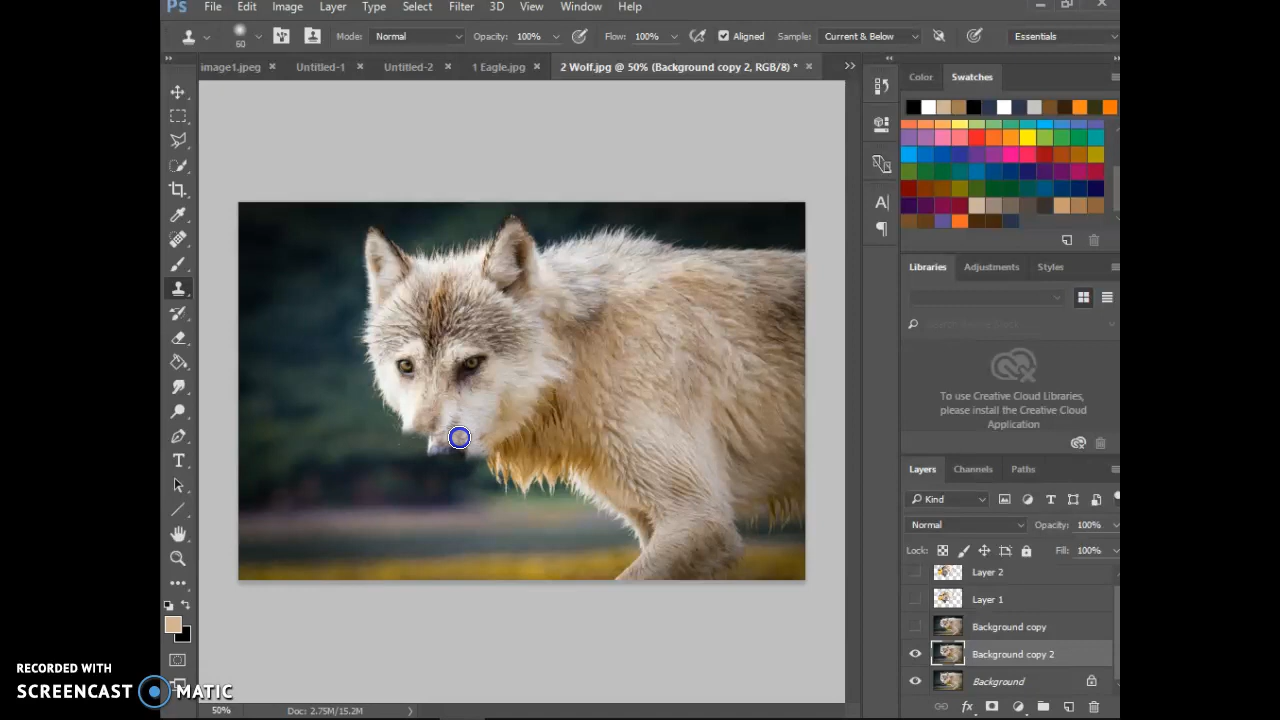 Ps File Edit Image Layer Type Select Filter 3D View Window Help
60 Mode: Normal Opacity: 100% Flow: 100% Aligned Sample: Current & Below Essentials
image1.jpeg × Untitled-1 × Untitled-2 × 1 Eagle.jpg × 2 Wolf.jpg @ 50% (Background copy 2, RGB/8) * ×
Color Swatches
Libraries Adjustments Styles
To use Creative Cloud Libraries,
please install the Creative Cloud
Application
Layers Channels Paths
Kind
Normal Opacity: 100%
Lock: Fill: 100%
Layer 2
Layer 1
Background copy
Background copy 2
Background
50% Doc: 2.75M/15.2M
RECORDED WITH
SCREENCAST MATIC